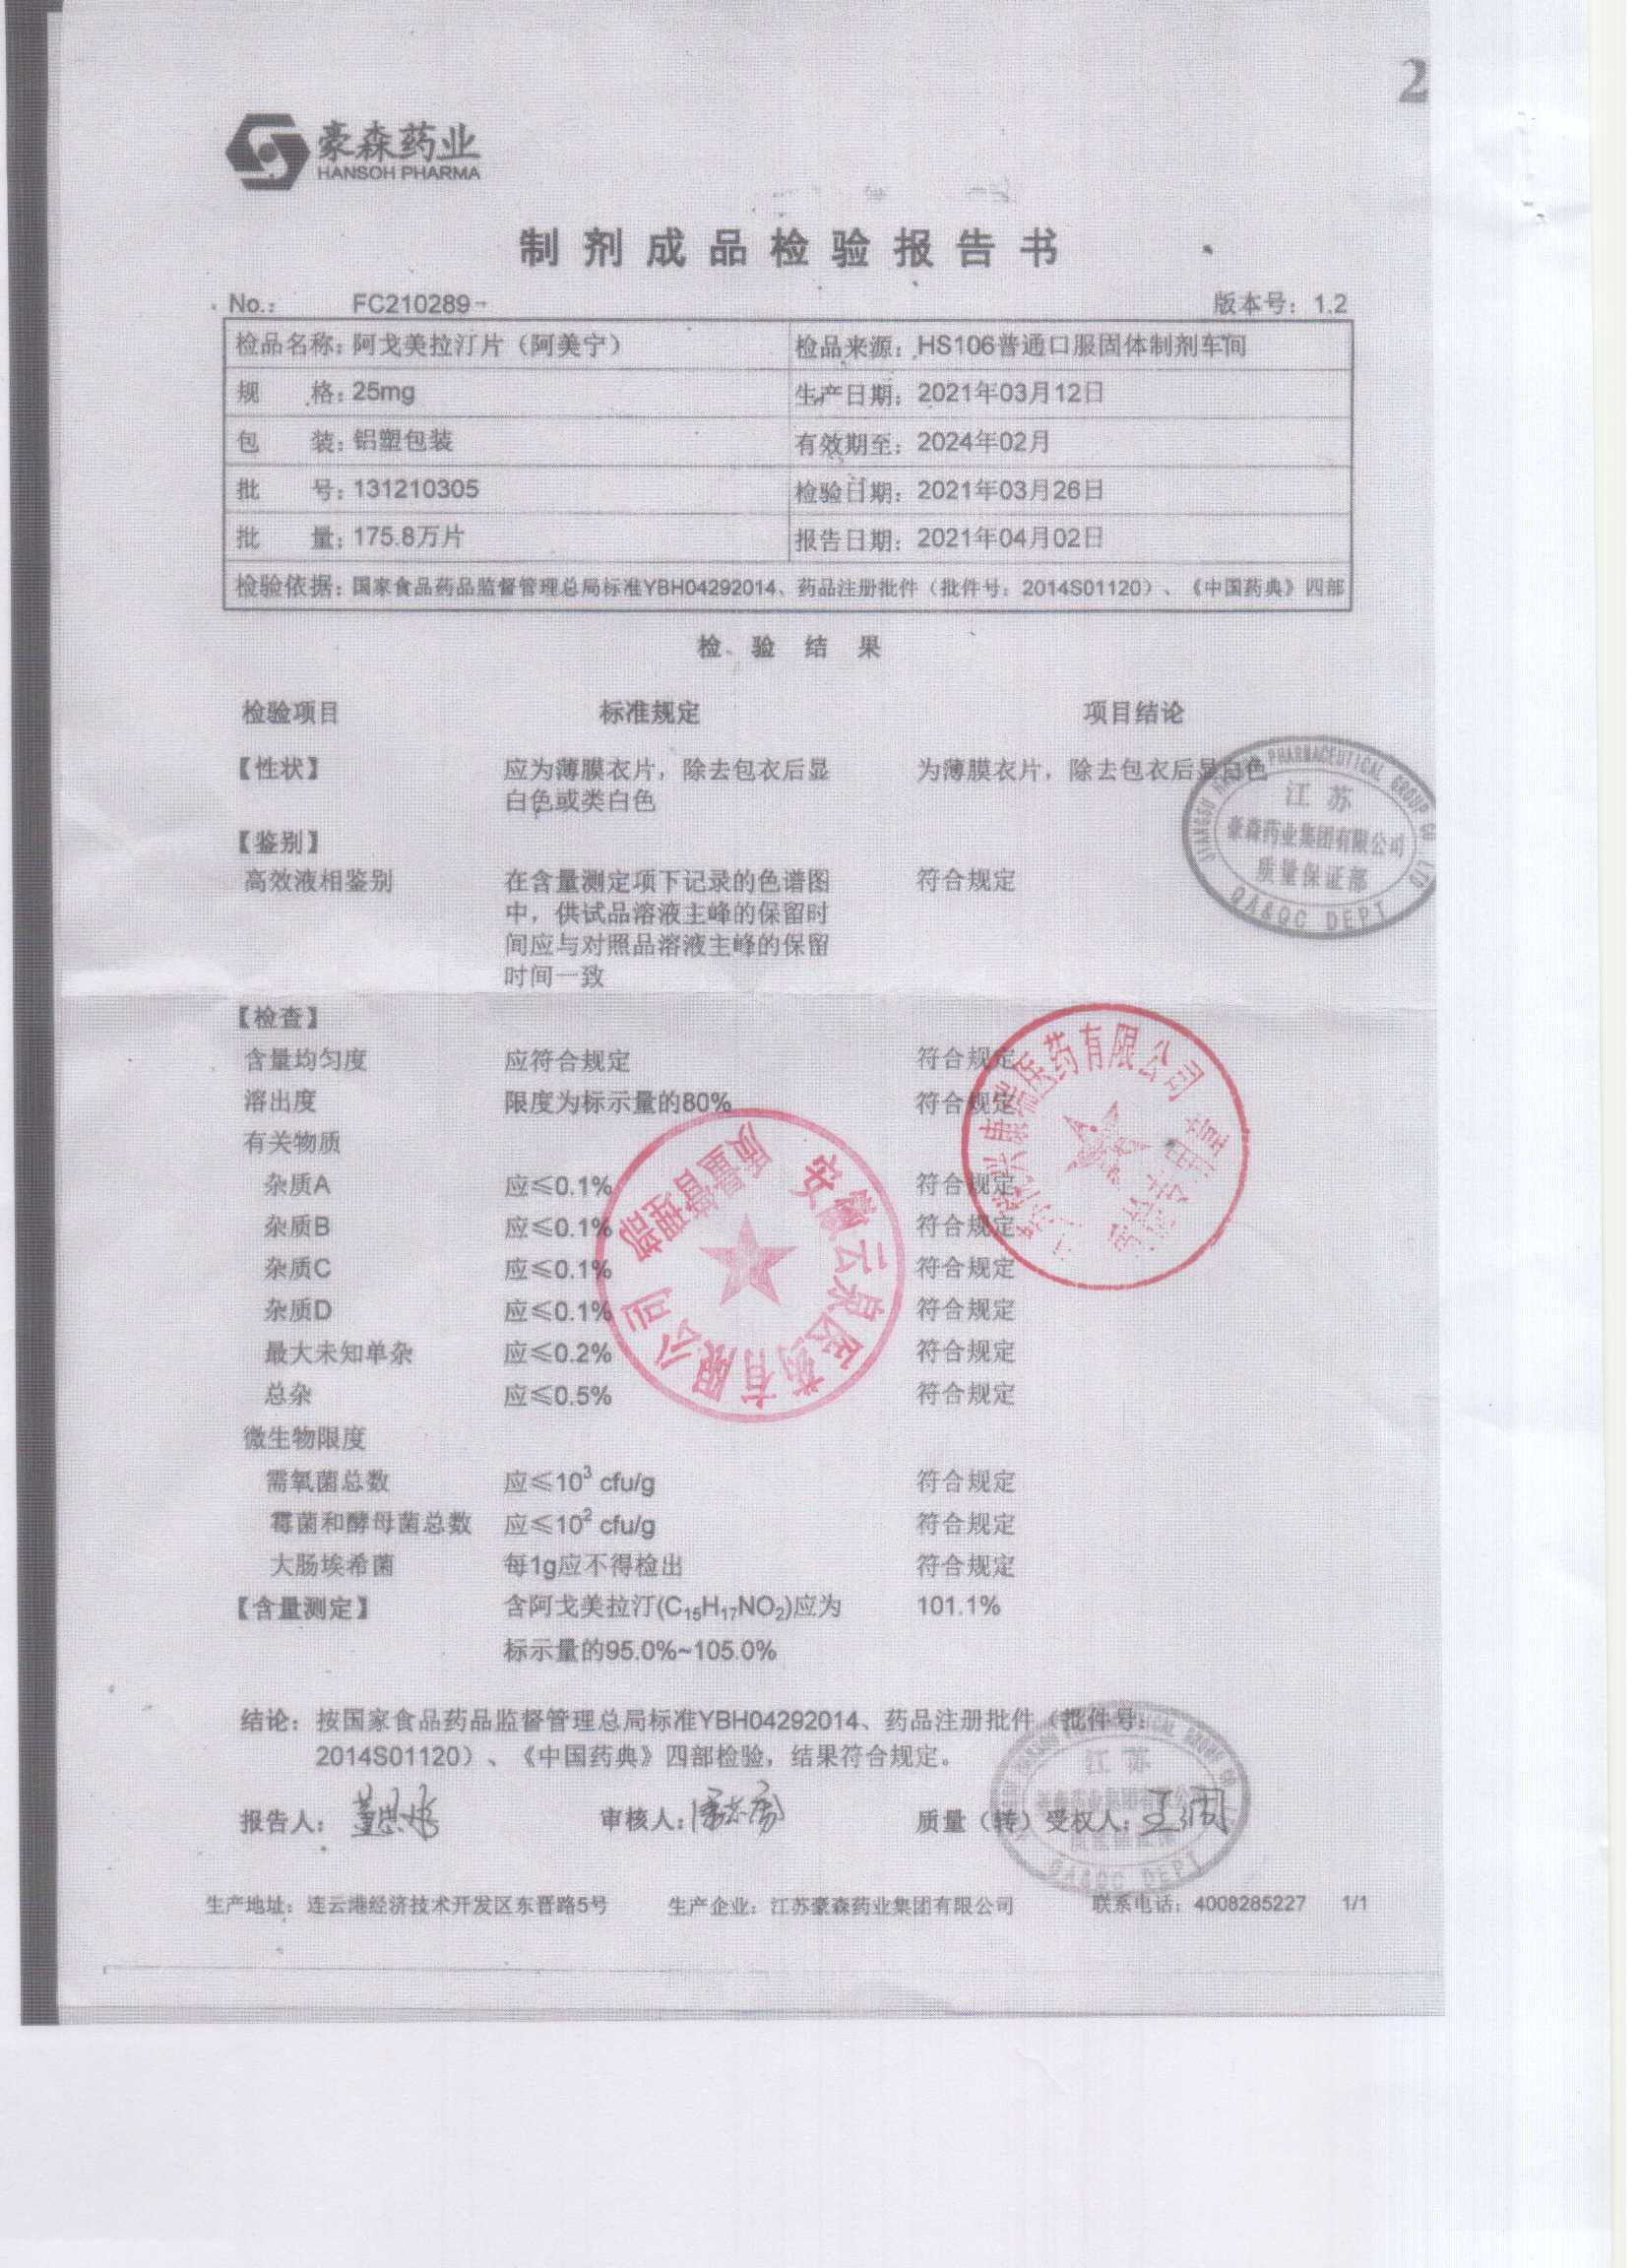 2
豪森药业
HANSOH PHARMA
制剂成品检验报告书
No.: FC210289
版本号：1.2
检品名称：阿戈美拉汀片（阿美宁） 检品来源：HS106普通口服固体制剂车间
规 格：25mg 生产日期：2021年03月12日
包 装：铝塑包装 有效期至：2024年02月
批 号：131210305 检验日期：2021年03月26日
批 量：175.8万片 报告日期：2021年04月02日
检验依据：国家食品药品监督管理总局标准YBH04292014、药品注册批件（批件号：2014S01120）、《中国药典》四部
检验结果
检验项目 标准规定 项目结论
【性状】 应为薄膜衣片，除去包衣后显 为薄膜衣片，除去包衣后显白色
白色或类白色
【鉴别】
高效液相鉴别 在含量测定项下记录的色谱图 符合规定
中，供试品溶液主峰的保留时
间应与对照品溶液主峰的保留
时间一致
JIANGSU HANSOH PHARMACEUTICAL GROUP CO LTD
江苏
豪森药业集团有限公司
质量保证部
QA&QC DEPT
【检查】
含量均匀度 应符合规定 符合规定
溶出度 限度为标示量的80% 符合规定
有关物质
杂质A 应≤0.1% 符合规定
杂质B 应≤0.1% 符合规定
杂质C 应≤0.1% 符合规定
杂质D 应≤0.1% 符合规定
最大未知单杂 应≤0.2% 符合规定
总杂 应≤0.5% 符合规定
医药有限公司
安徽云泉医药有限公司
质量管理部
微生物限度
需氧菌总数 应≤10³ cfu/g 符合规定
霉菌和酵母菌总数 应≤10² cfu/g 符合规定
大肠埃希菌 每1g应不得检出 符合规定
【含量测定】 含阿戈美拉汀(C₁₅H₁₇NO₂)应为 101.1%
标示量的95.0%~105.0%
结论：按国家食品药品监督管理总局标准YBH04292014、药品注册批件（批件号：
2014S01120）、《中国药典》四部检验，结果符合规定。
江苏
豪森药业集团有限公
QA&QC DEPT
报告人： 审核人： 质量（转）受权人：王润
生产地址：连云港经济技术开发区东晋路5号 生产企业：江苏豪森药业集团有限公司 联系电话：4008285227 1/1